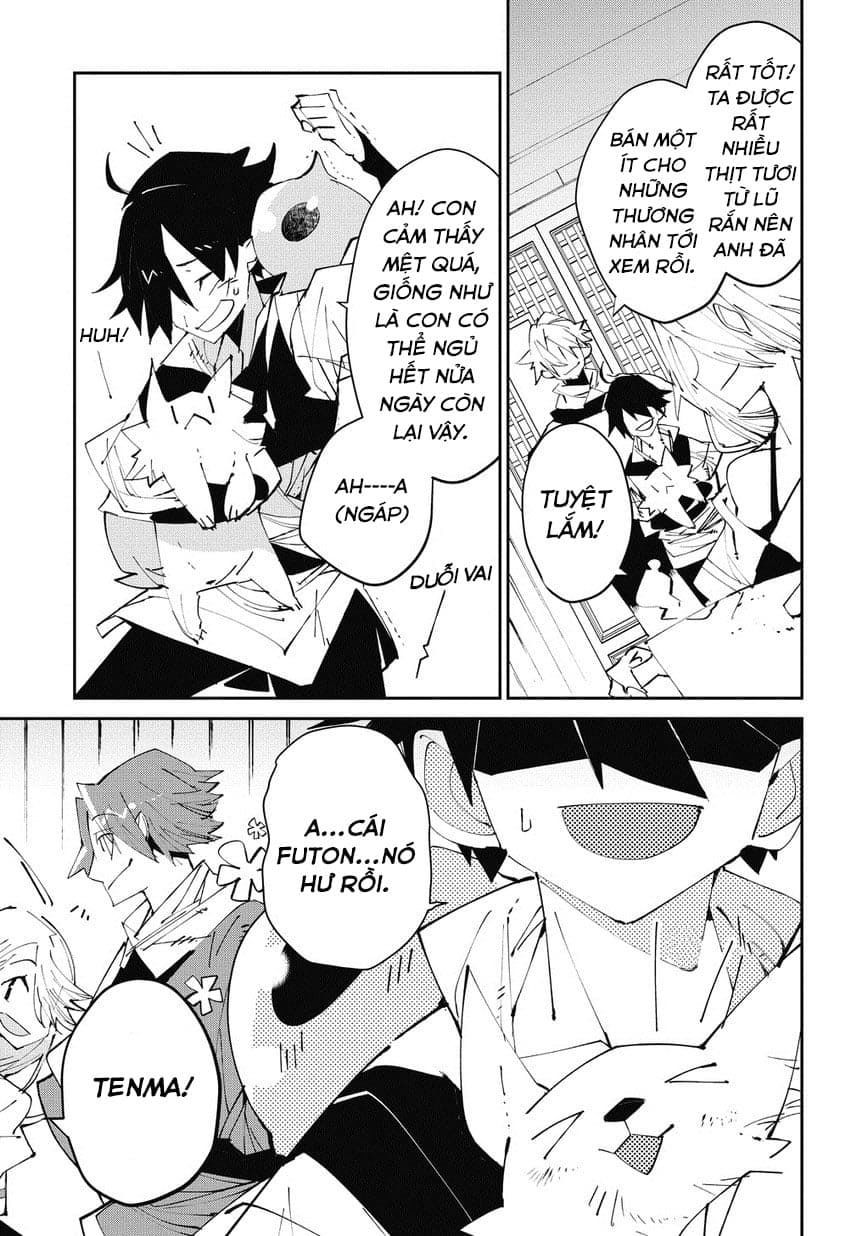 RẤT TỐT!
TA ĐƯỢC
RẤT
NHIỀU
THỊT TƯƠI
TỪ LŨ
RẮN NÊN
ANH ĐÃ
BÁN MỘT
ÍT CHO
NHỮNG
THƯƠNG
NHÂN TỚI
XEM RỒI.
TUYỆT
LẮM!
AH! CON
CẢM THẤY
MỆT QUÁ,
GIỐNG NHƯ
LÀ CON CÓ
THỂ NGỦ
HẾT NỬA
NGÀY CÒN
LẠI VẬY.
AH----A
(NGÁP)
HUH!
DUỖI VAI
A...CÁI
FUTON...NÓ
HƯ RỒI.
TENMA!